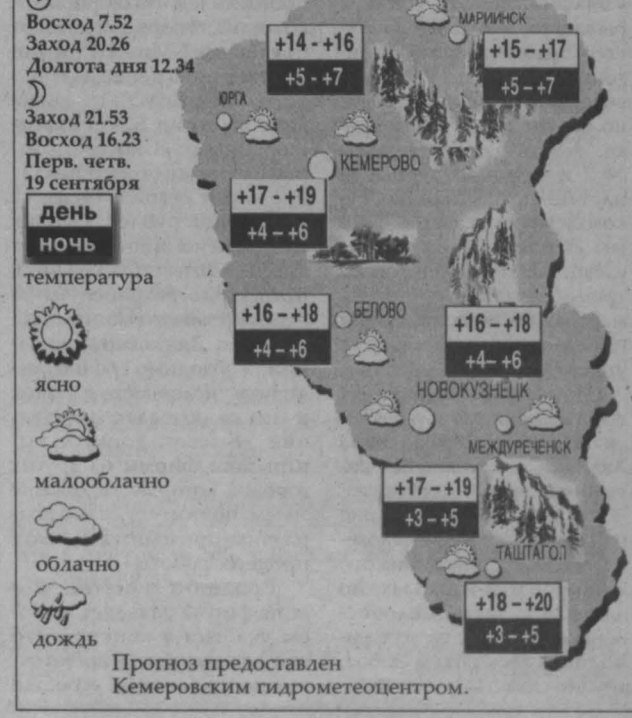 Восход 7.52
Заход 20.26
Долгота дня 12.34
Заход 21.53
Восход 16.23
Перв. четв.
19 сентября
день
ночь
температура
ясно
малооблачно
облачно
дождь
МАРИИНСК
+14 - +16
+5 - +7
+15 – +17
+5 – +7
ЮРГА
КЕМЕРОВО
+17 - +19
+4 – +6
БЕЛОВО
+16 – +18
+4 – +6
+16 – +18
+4– +6
НОВОКУЗНЕЦК
МЕЖДУРЕЧЕНСК
+17 – +19
+3 – +5
ТАШТАГОЛ
+18 – +20
+3 – +5
Прогноз предоставлен
Кемеровским гидрометеоцентром.